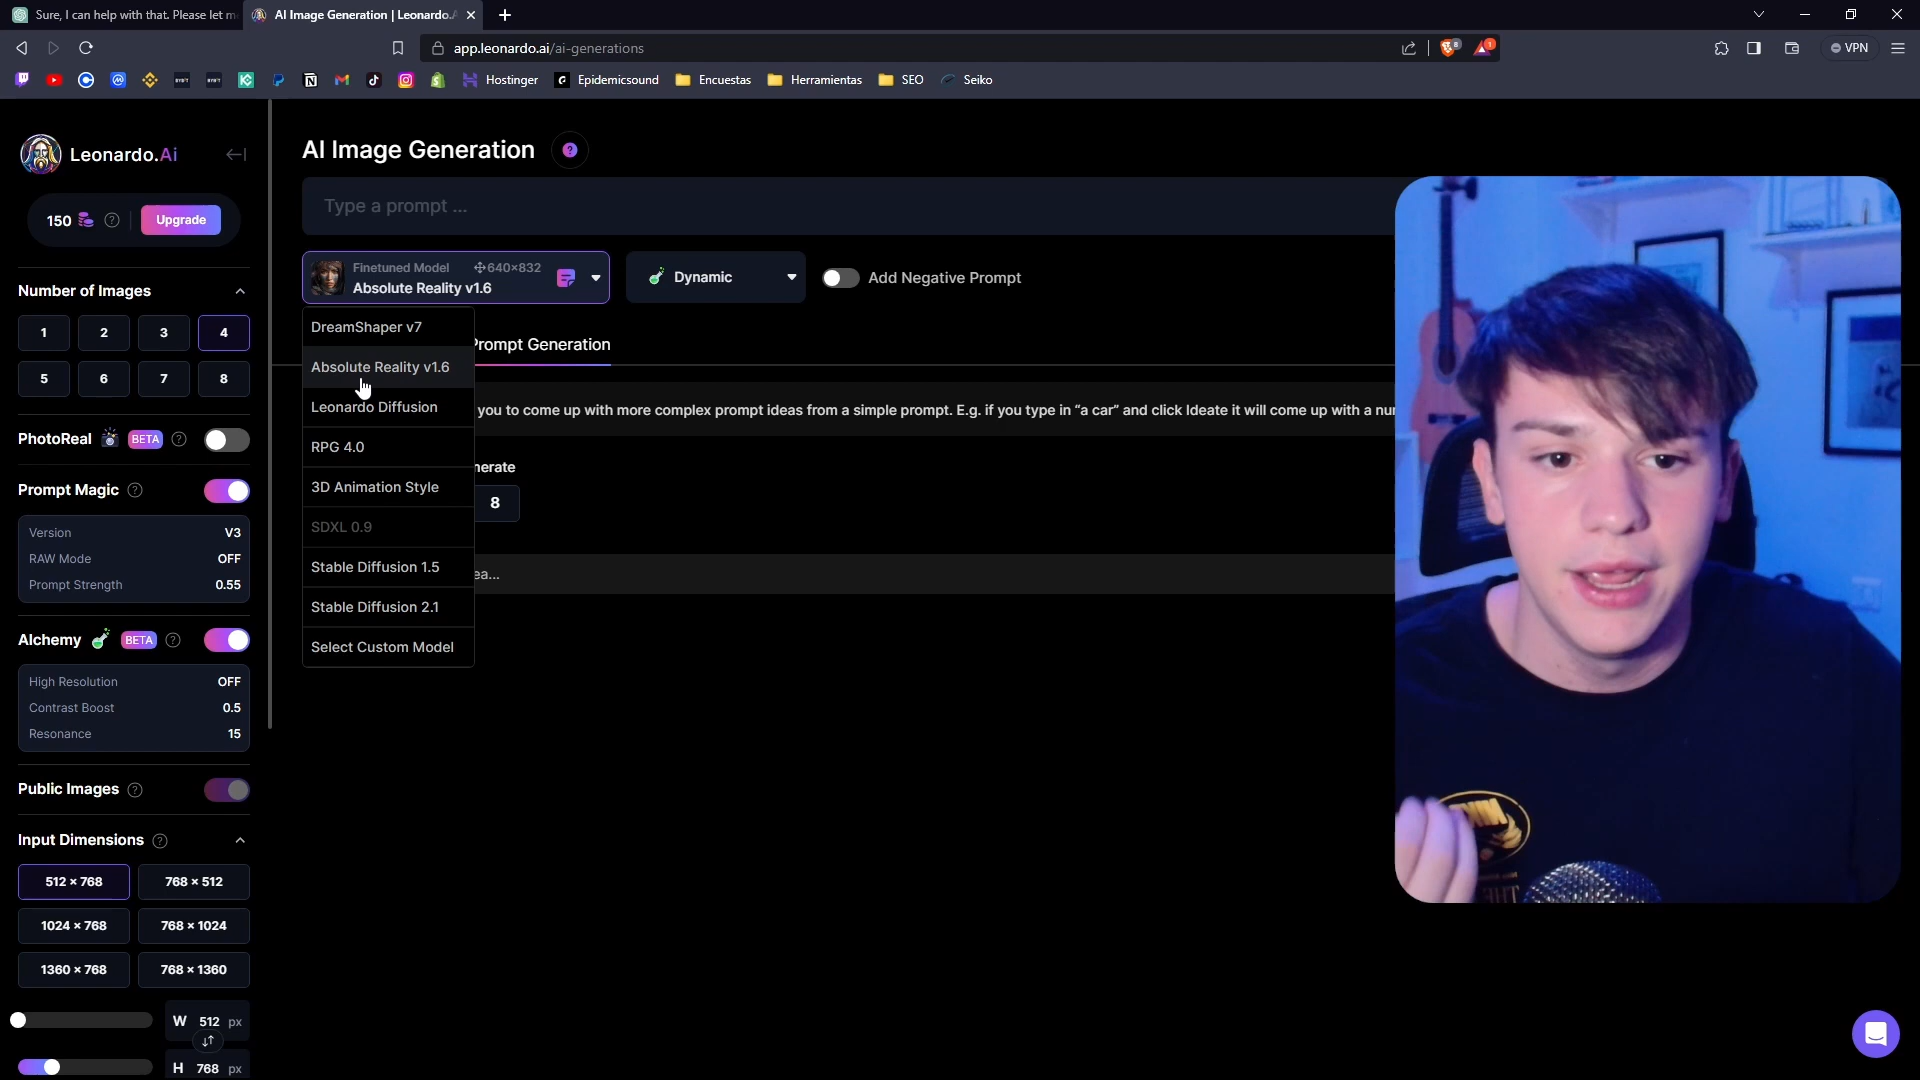 Sure, I can help with that. Please let m
AI Image Generation | Leonardo.
app.leonardo.ai/ai-generations
8
1
VPN
Hostinger
Epidemicsound
Encuestas
Herramientas
SEO
Seiko
Leonardo.Ai
150
Upgrade
Number of Images
1
2
3
4
5
6
7
8
PhotoReal BETA
Prompt Magic
Version V3
RAW Mode OFF
Prompt Strength 0.55
Alchemy BETA
High Resolution OFF
Contrast Boost 0.5
Resonance 15
Public Images
Input Dimensions
512 × 768
768 × 512
1024 × 768
768 × 1024
1360 × 768
768 × 1360
W 512 px
H 768 px
AI Image Generation
Type a prompt ...
Finetuned Model 640×832
Absolute Reality v1.6
Dynamic
Add Negative Prompt
DreamShaper v7
Absolute Reality v1.6
Leonardo Diffusion
RPG 4.0
3D Animation Style
SDXL 0.9
Stable Diffusion 1.5
Stable Diffusion 2.1
Select Custom Model
Prompt Generation
you to come up with more complex prompt ideas from a simple prompt. E.g. if you type in “a car” and click Ideate it will come up with a nu
nerate
8
ea...